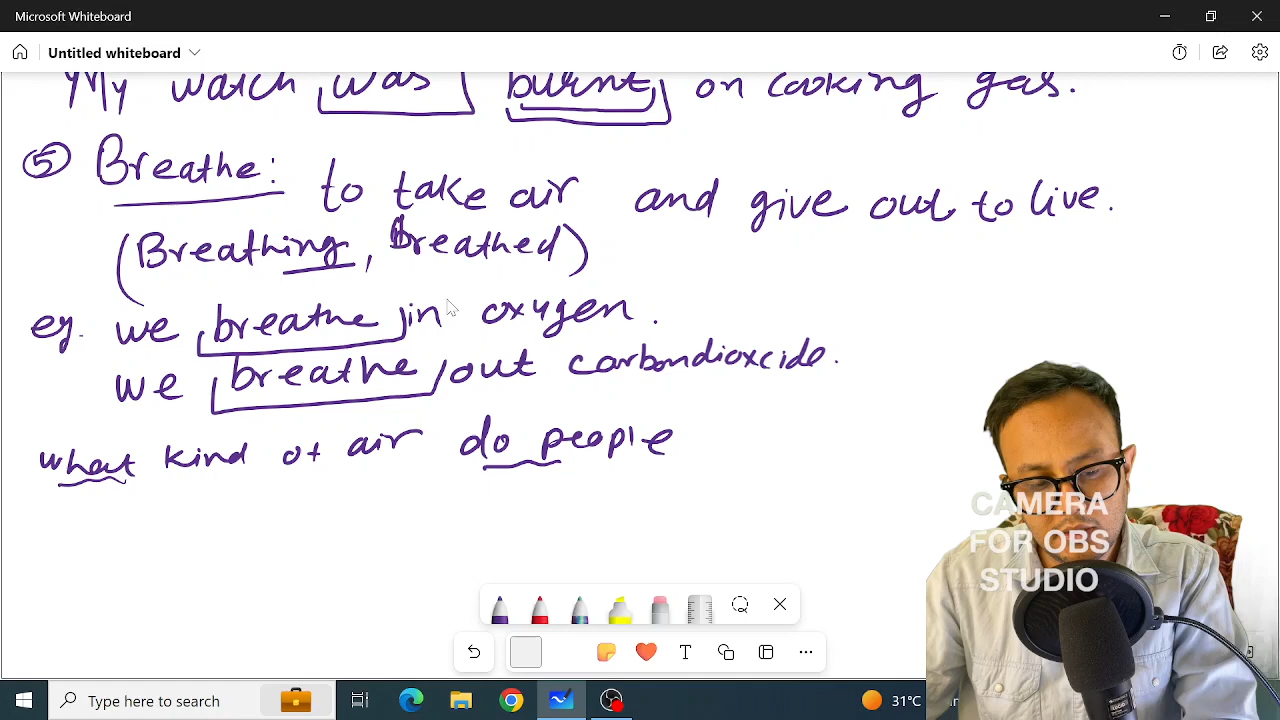 Microsoft Whiteboard
Untitled whiteboard
My watch was burnt on cooking gas.
⑤ Breathe: to take air and give out to live.
(Breathing, Breathed)
eg. we breathe in oxygen.
we breathe out carbondioxcide.
what kind of air do people
CAMERA
FOR OBS
STUDIO
Type here to search
31°C